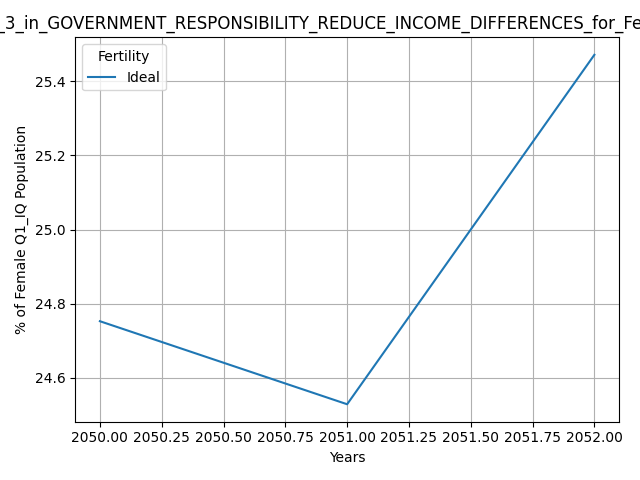 _3_in_GOVERNMENT_RESPONSIBILITY_REDUCE_INCOME_DIFFERENCES_for_Fe
Fertility
Ideal
% of Female Q1_IQ Population
25.4
25.2
25.0
24.8
24.6
2050.00 2050.25 2050.50 2050.75 2051.00 2051.25 2051.50 2051.75 2052.00
Years